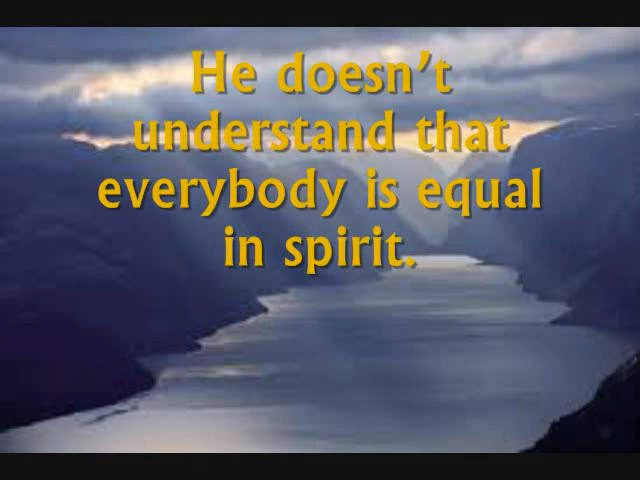 He doesn't
understand that
everybody is equal
in spirit.